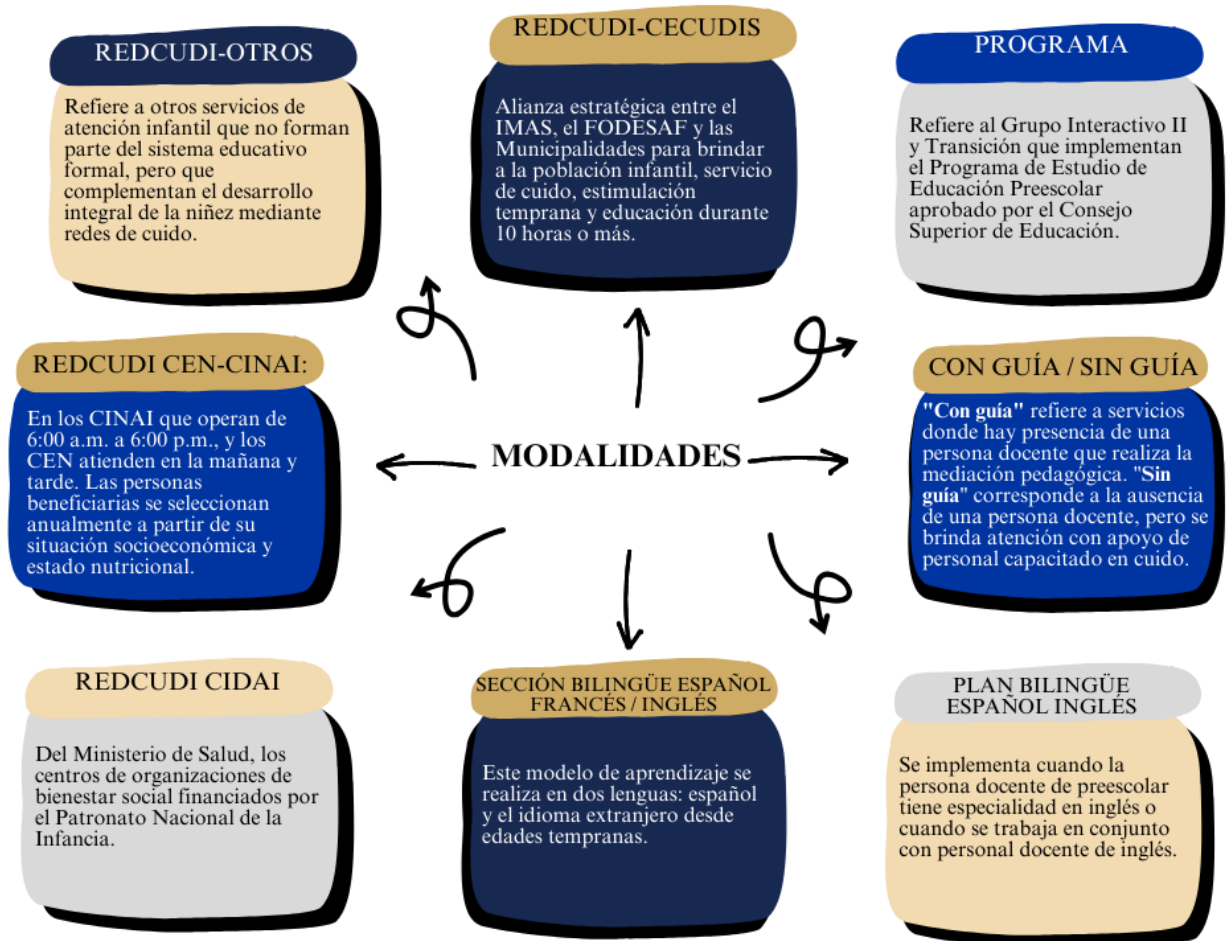 REDCUDI-OTROS
Refiere a otros servicios de
atención infantil que no forman
parte del sistema educativo
formal, pero que
complementan el desarrollo
integral de la niñez mediante
redes de cuido.
REDCUDI-CECUDIS
Alianza estratégica entre el
IMAS, el FODESAF y las
Municipalidades para brindar
a la población infantil, servicio
de cuido, estimulación
temprana y educación durante
10 horas o más.
PROGRAMA
Refiere al Grupo Interactivo II
y Transición que implementan
el Programa de Estudio de
Educación Preescolar
aprobado por el Consejo
Superior de Educación.
REDCUDI CEN-CINAI:
En los CINAI que operan de
6:00 a.m. a 6:00 p.m., y los
CEN atienden en la mañana y
tarde. Las personas
beneficiarias se seleccionan
anualmente a partir de su
situación socioeconómica y
estado nutricional.
MODALIDADES
CON GUÍA / SIN GUÍA
"Con guía" refiere a servicios
donde hay presencia de una
persona docente que realiza la
mediación pedagógica. "Sin
guía" corresponde a la ausencia
de una persona docente, pero se
brinda atención con apoyo de
personal capacitado en cuido.
REDCUDI CIDAI
Del Ministerio de Salud, los
centros de organizaciones de
bienestar social financiados por
el Patronato Nacional de la
Infancia.
SECCIÓN BILINGÜE ESPAÑOL
FRANCÉS / INGLÉS
Este modelo de aprendizaje se
realiza en dos lenguas: español
y el idioma extranjero desde
edades tempranas.
PLAN BILINGÜE
ESPAÑOL INGLÉS
Se implementa cuando la
persona docente de preescolar
tiene especialidad en inglés o
cuando se trabaja en conjunto
con personal docente de inglés.